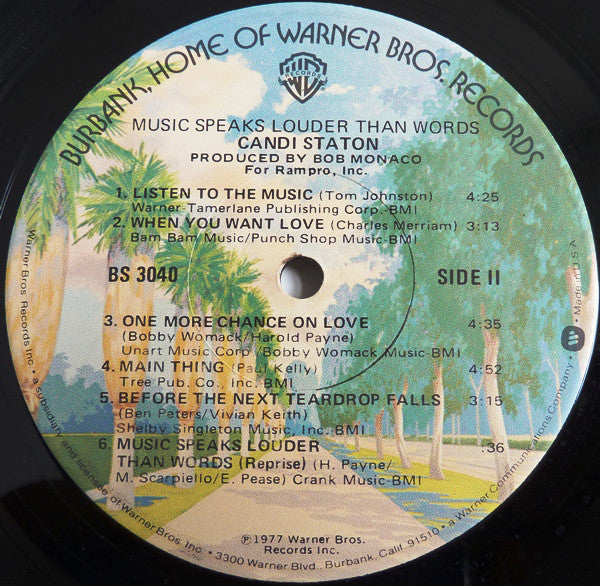 BURBANK, HOME OF WARNER BROS. RECORDS
RECORDS
MUSIC SPEAKS LOUDER THAN WORDS
CANDI STATON
PRODUCED BY BOB MONACO
For Rampro, Inc.
1. LISTEN TO THE MUSIC (Tom Johnston) 4:25
Warner-Tamerlane Publishing Corp.-BMI
2. WHEN YOU WANT LOVE (Charles Merriam) 3:13
Bam Bam Music/Punch Shop Music-BMI
BS 3040 SIDE II
3. ONE MORE CHANCE ON LOVE 4:35
(Bobby Womack/Harold Payne)
Unart Music Corp./Bobby Womack Music-BMI
4. MAIN THING (Paul Kelly) 4:52
Tree Pub. Co., Inc. BMI
5. BEFORE THE NEXT TEARDROP FALLS 3:15
(Ben Peters/Vivian Keith)
Shelby Singleton Music, Inc.-BMI
6. MUSIC SPEAKS LOUDER :36
THAN WORDS (Reprise) (H. Payne/
M. Scarpiello/E. Pease) Crank Music-BMI
℗1977 Warner Bros.
Records Inc.
Warner Bros. Records Inc. • a subsidiary and licensee of Warner Bros. Inc. • 3300 Warner Blvd., Burbank, Calif. 91510 • a Warner Communications Company • Made in U.S.A.